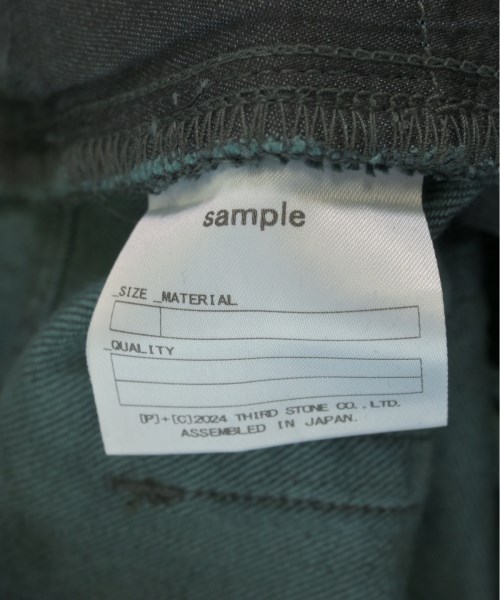 sample
_SIZE _MATERIAL
_QUALITY
[P]+[C]2024 THIRD STONE CO.,LTD.
ASSEMBLED IN JAPAN.